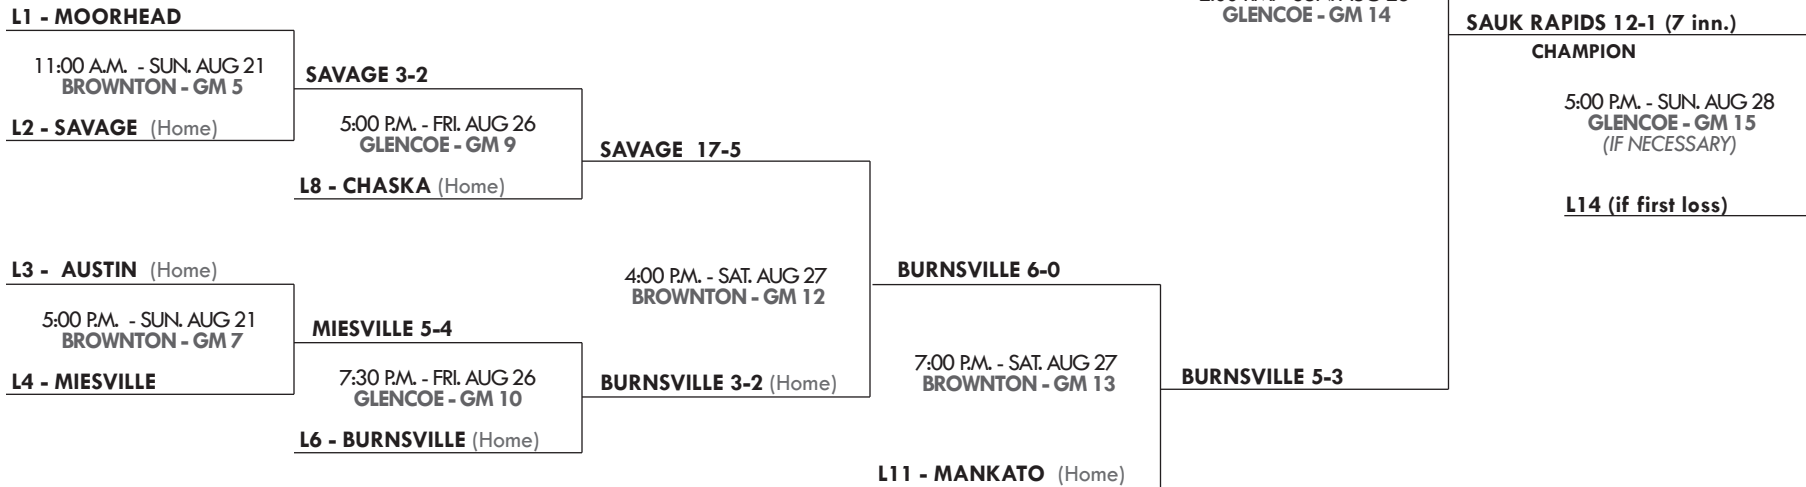 L1 - MOORHEAD
11:00 A.M. - SUN. AUG 21
BROWNTON - GM 5
L2 - SAVAGE (Home)
SAVAGE 3-2
5:00 P.M. - FRI. AUG 26
GLENCOE - GM 9
L8 - CHASKA (Home)
SAVAGE 17-5
L3 - AUSTIN (Home)
5:00 P.M. - SUN. AUG 21
BROWNTON - GM 7
L4 - MIESVILLE
MIESVILLE 5-4
7:30 P.M. - FRI. AUG 26
GLENCOE - GM 10
L6 - BURNSVILLE (Home)
4:00 P.M. - SAT. AUG 27
BROWNTON - GM 12
BURNSVILLE 3-2 (Home)
BURNSVILLE 6-0
7:00 P.M. - SAT. AUG 27
BROWNTON - GM 13
L11 - MANKATO (Home)
BURNSVILLE 5-3
GLENCOE - GM 14
SAUK RAPIDS 12-1 (7 inn.)
CHAMPION
5:00 P.M. - SUN. AUG 28
GLENCOE - GM 15
(IF NECESSARY)
L14 (if first loss)